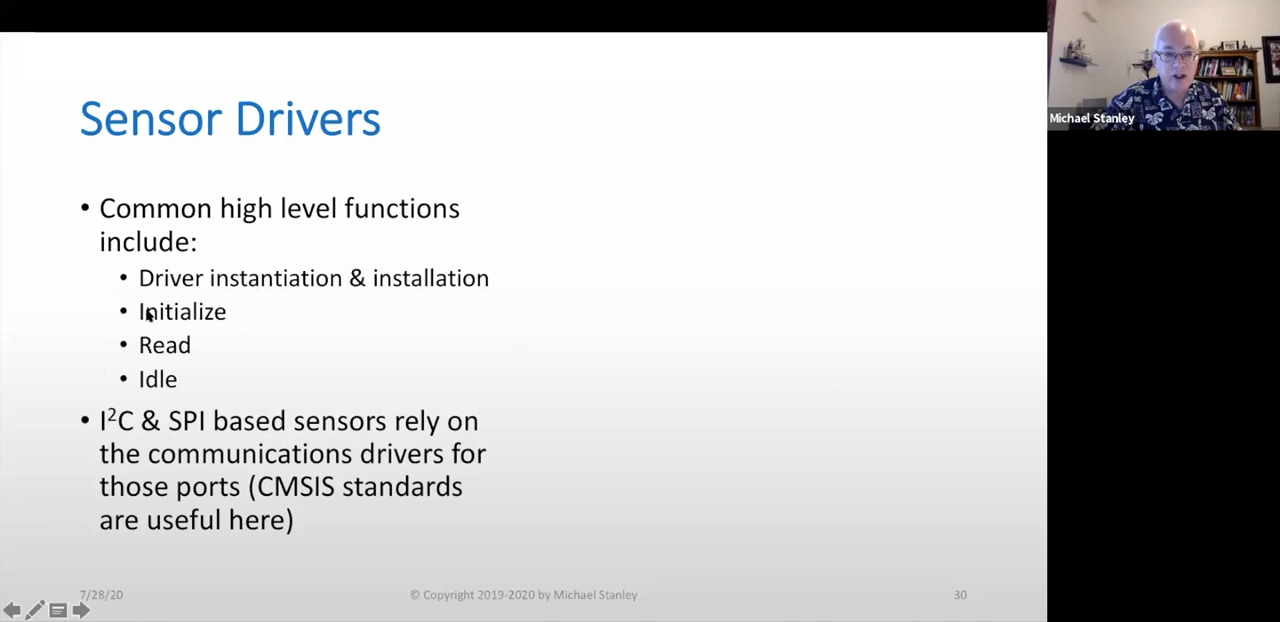 Sensor Drivers
• Common high level functions
include:
• Driver instantiation & installation
• Initialize
• Read
• Idle
• I²C & SPI based sensors rely on
the communications drivers for
those ports (CMSIS standards
are useful here)
7/28/20
© Copyright 2019-2020 by Michael Stanley
30
Michael Stanley